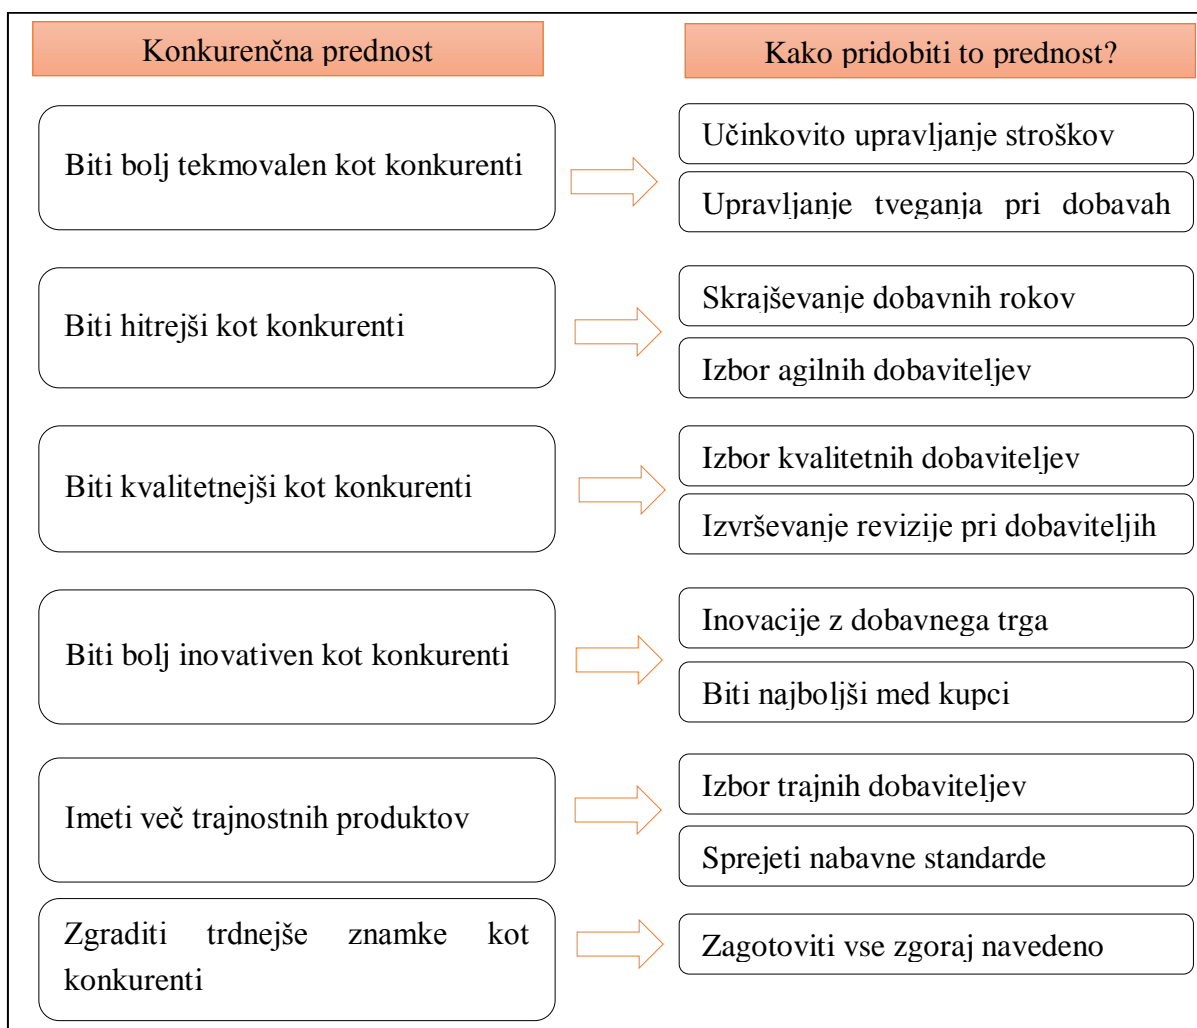 Konkurenčna prednost
Kako pridobiti to prednost?
Biti bolj tekmovalen kot konkurenti
Učinkovito upravljanje stroškov
Upravljanje tveganja pri dobavah
Biti hitrejši kot konkurenti
Skrajševanje dobavnih rokov
Izbor agilnih dobaviteljev
Biti kvalitetnejši kot konkurenti
Izbor kvalitetnih dobaviteljev
Izvrševanje revizije pri dobaviteljih
Biti bolj inovativen kot konkurenti
Inovacije z dobavnega trga
Biti najboljši med kupci
Imeti več trajnostnih produktov
Izbor trajnih dobaviteljev
Sprejeti nabavne standarde
Zgraditi trdnejše znamke kot
konkurenti
Zagotoviti vse zgoraj navedeno